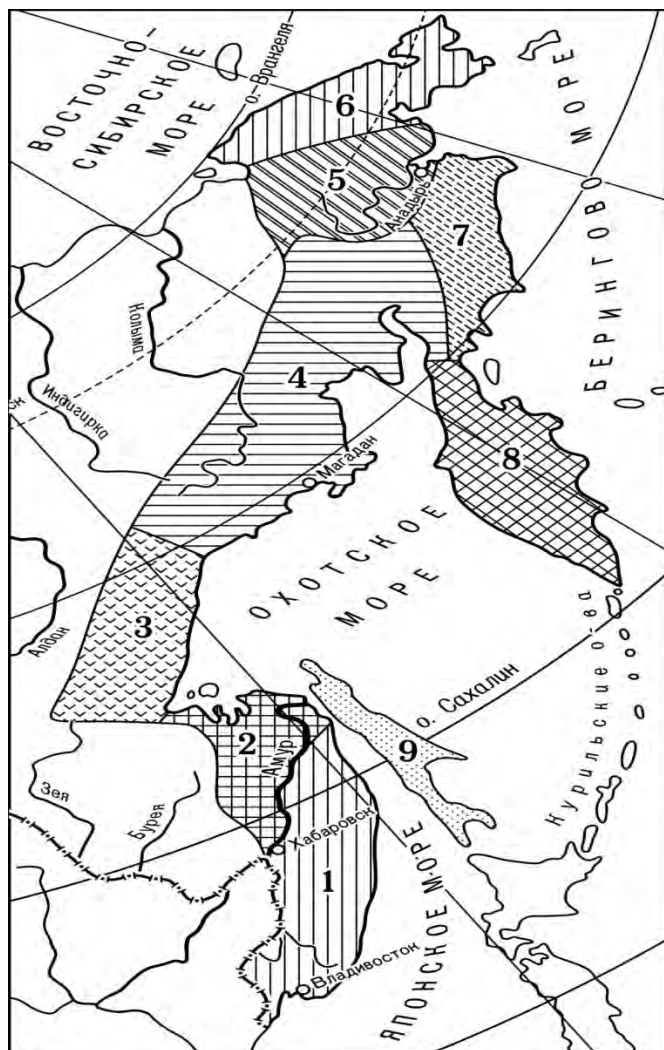 ВОСТОЧНО-
СИБИРСКОЕ
МОРЕ
о. Врангеля
6
5
Анадырь
7
БЕРИНГОВО МОРЕ
Колыма
Индигирка
ск
4
Магадан
8
ОХОТСКОЕ
МОРЕ
3
Алдан
Курильские о-ва
о. Сахалин
9
2
Амур
Зея
Бурея
Хабаровск
1
Владивосток
ЯПОНСКОЕ МОРЕ